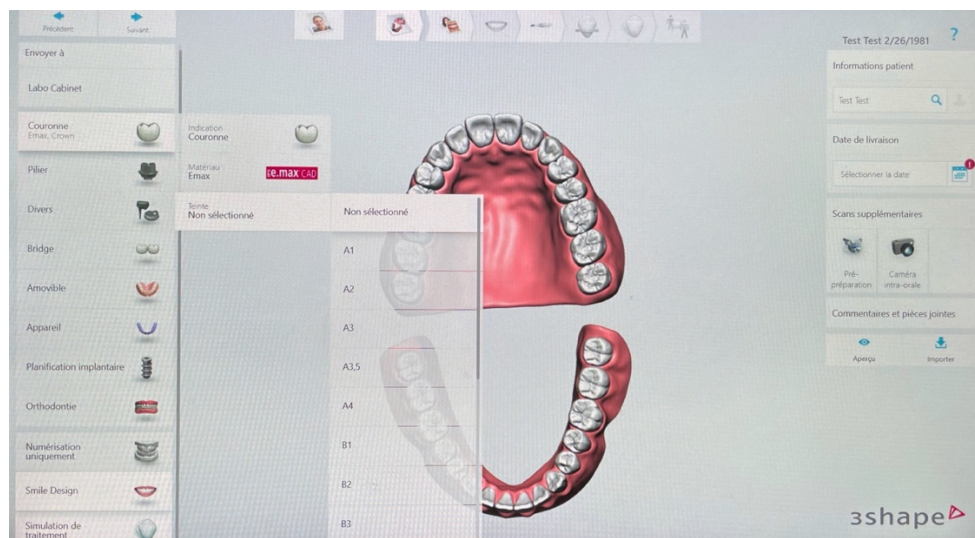 Précédent
Suivant
Envoyer à
Labo Cabinet
Couronne
Emax, Crown
Pilier
Divers
Bridge
Amovible
Appareil
Planification implantaire
Orthodontie
Numérisation
uniquement
Smile Design
Simulation de
traitement
Indication
Couronne
Matériau
Emax
e.max CAD
Teinte
Non sélectionné
Non sélectionné
A1
A2
A3
A3,5
A4
B1
B2
B3
Test Test 2/26/1981
?
Informations patient
Test Test
Date de livraison
Sélectionner la date
Scans supplémentaires
Pré-
préparation
Caméra
intra-orale
Commentaires et pièces jointes
Aperçu
Importer
3shape